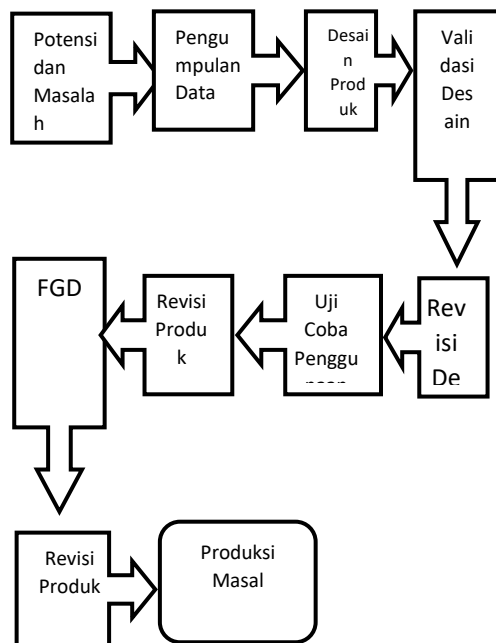 Potensi
dan
Masala
h
Pengu
mpulan
Data
Desai
n
Prod
uk
Vali
dasi
Des
ain
Rev
isi
De
Uji
Coba
Penggu
Revisi
Produ
k
FGD
Revisi
Produk
Produksi
Masal